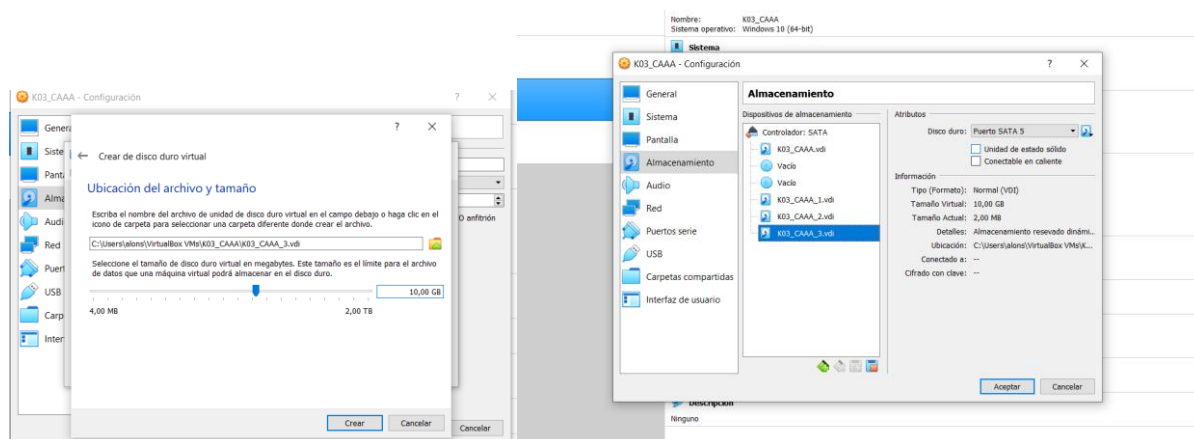 K03_CAAA - Configuración
?
Genera
Siste
Panta
Alma
Audi
Red
Puert
USB
Carp
Inter
? ×
← Crear de disco duro virtual
Ubicación del archivo y tamaño
Escriba el nombre del archivo de unidad de disco duro virtual en el campo debajo o haga clic en el
icono de carpeta para seleccionar una carpeta diferente donde crear el archivo.
C:\Users\alons\VirtualBox VMs\K03_CAAA\K03_CAAA_3.vdi
Seleccione el tamaño de disco duro virtual en megabytes. Este tamaño es el límite para el archivo
de datos que una máquina virtual podrá almacenar en el disco duro.
10,00 GB
4,00 MB 2,00 TB
Crear Cancelar
O anfitrión
Cancelar
Nombre: K03_CAAA
Sistema operativo: Windows 10 (64-bit)
Sistema
K03_CAAA - Configuración
? ×
General
Sistema
Pantalla
Almacenamiento
Audio
Red
Puertos serie
USB
Carpetas compartidas
Interfaz de usuario
Almacenamiento
Dispositivos de almacenamiento
Controlador: SATA
K03_CAAA.vdi
Vacío
Vacío
K03_CAAA_1.vdi
K03_CAAA_2.vdi
K03_CAAA_3.vdi
Atributos
Disco duro: Puerto SATA 5
Unidad de estado sólido
Conectable en caliente
Información
Tipo (Formato): Normal (VDI)
Tamaño Virtual: 10,00 GB
Tamaño Actual: 2,00 MB
Detalles: Almacenamiento resevado dinámi...
Ubicación: C:\Users\alons\VirtualBox VMs\K...
Conectado a: --
Cifrado con clave: --
Aceptar Cancelar
Descripción
Ninguno